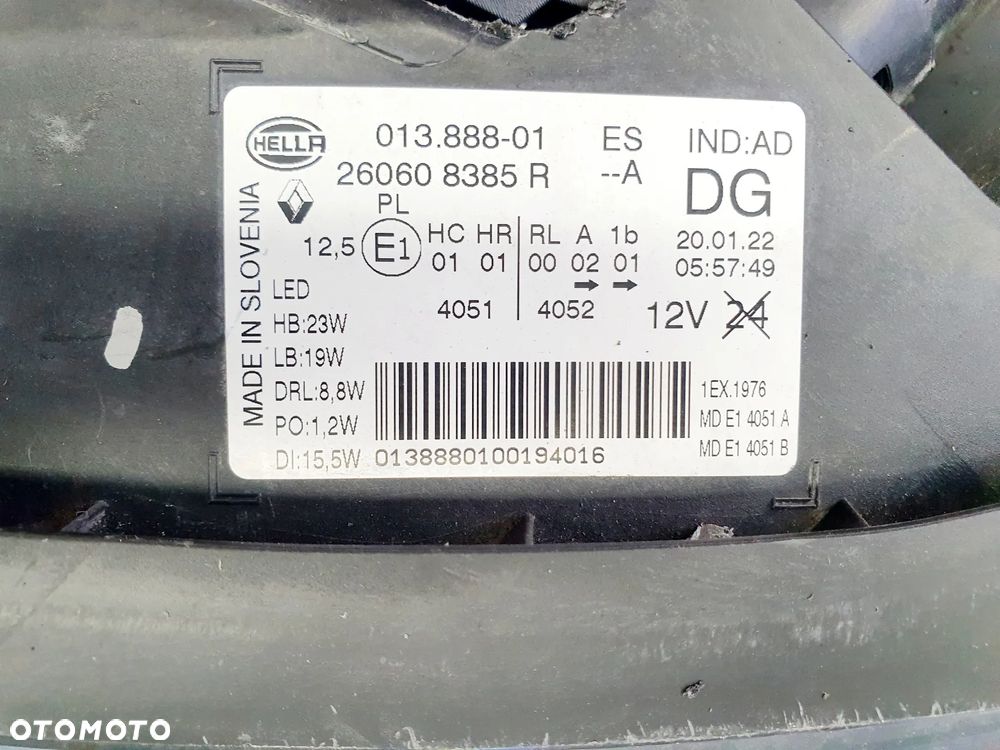 HELLA 013.888-01 ES IND:AD
26060 8385 R --A DG
PL
12,5 E1 HC HR RL A 1b 20.01.22
01 01 00 02 01 05:57:49
→ →
4051 4052 12V 24
MADE IN SLOVENIA
LED
HB:23W
LB:19W
DRL:8,8W
PO:1,2W
DI:15,5W
0138880100194016
1EX.1976
MD E1 4051 A
MD E1 4051 B
OTOMOTO